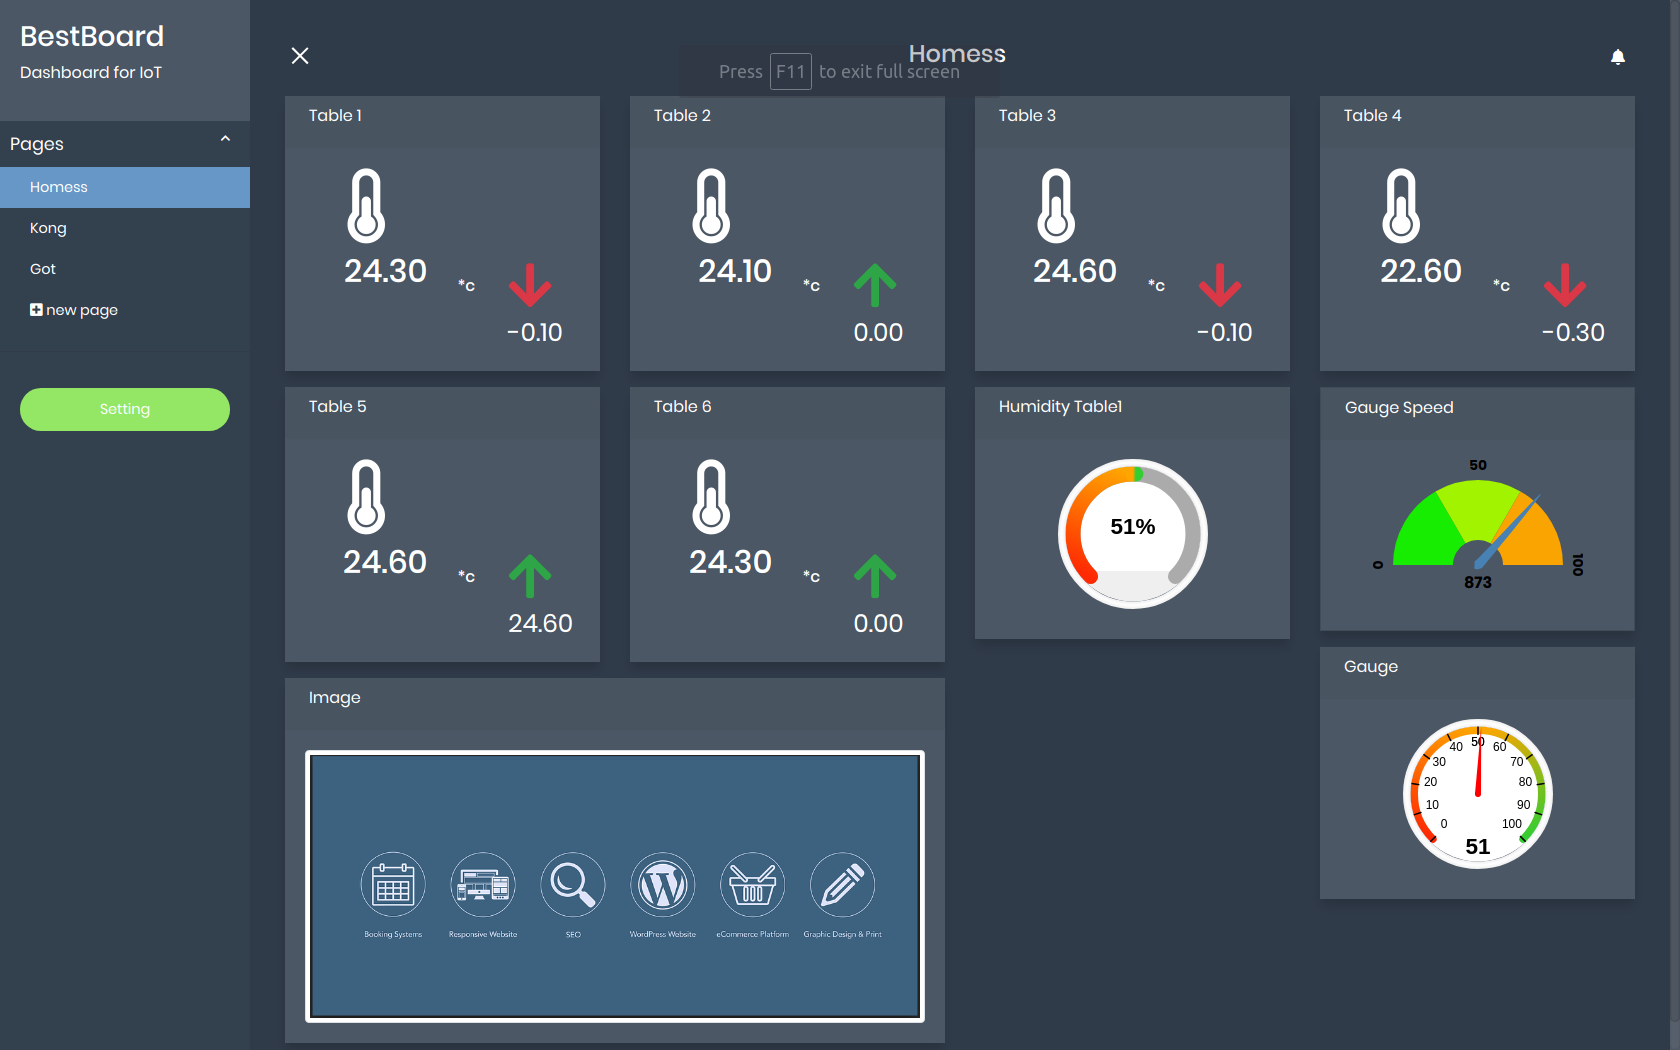 BestBoard
Dashboard for IoT
Pages
Homess
Kong
Got
new page
Setting
Homess
Press F11 to exit full screen
Table 1
24.30 °c
-0.10
Table 2
24.10 °c
0.00
Table 3
24.60 °c
-0.10
Table 4
22.60 °c
-0.30
Table 5
24.60 °c
24.60
Table 6
24.30 °c
0.00
Humidity Table1
51%
Gauge Speed
0
50
100
873
Image
Booking Systems
Responsive Website
SEO
WordPress Website
eCommerce Platform
Graphic Design & Print
Gauge
0
10
20
30
40
50
60
70
80
90
100
51